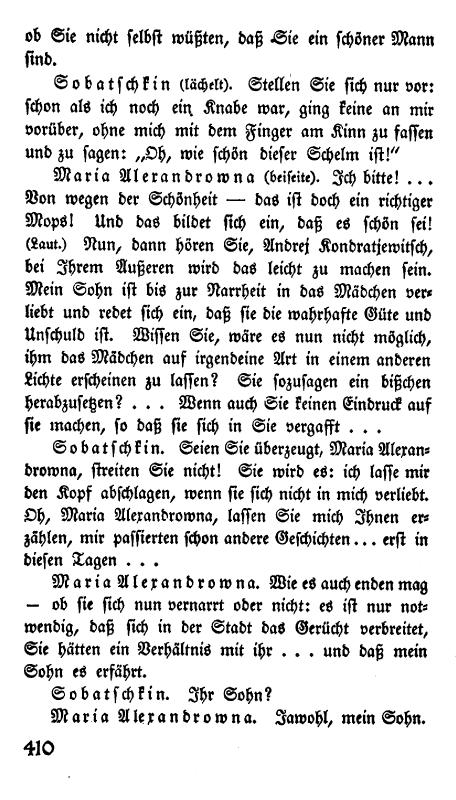 ob Sie nicht selbst wüßten, daß Sie ein schöner Mann
sind.
Sobatschkin (lächelt). Stellen Sie sich nur vor:
schon als ich noch ein Knabe war, ging keine an mir
vorüber, ohne mich mit dem Finger am Kinn zu fassen
und zu sagen: „Oh, wie schön dieser Schelm ist!“
Maria Alexandrowna (beiseite). Ich bitte! ...
Von wegen der Schönheit — das ist doch ein richtiger
Mops! Und das bildet sich ein, daß es schön sei!
(Laut.) Nun, dann hören Sie, Andrej Kondratjewitsch,
bei Ihrem Äußeren wird das leicht zu machen sein.
Mein Sohn ist bis zur Narrheit in das Mädchen ver-
liebt und redet sich ein, daß sie die wahrhafte Güte und
Unschuld ist. Wissen Sie, wäre es nun nicht möglich,
ihm das Mädchen auf irgendeine Art in einem anderen
Lichte erscheinen zu lassen? Sie sozusagen ein bißchen
herabzusetzen? ... Wenn auch Sie keinen Eindruck auf
sie machen, so daß sie sich in Sie vergafft ...
Sobatschkin. Seien Sie überzeugt, Maria Alexan-
drowna, streiten Sie nicht! Sie wird es: ich lasse mir
den Kopf abschlagen, wenn sie sich nicht in mich verliebt.
Oh, Maria Alexandrowna, lassen Sie mich Ihnen er-
zählen, mir passierten schon andere Geschichten... erst in
diesen Tagen ...
Maria Alexandrowna. Wie es auch enden mag
— ob sie sich nun vernarrt oder nicht: es ist nur not-
wendig, daß sich in der Stadt das Gerücht verbreitet,
Sie hätten ein Verhältnis mit ihr ... und daß mein
Sohn es erfährt.
Sobatschkin. Ihr Sohn?
Maria Alexandrowna. Jawohl, mein Sohn.
410